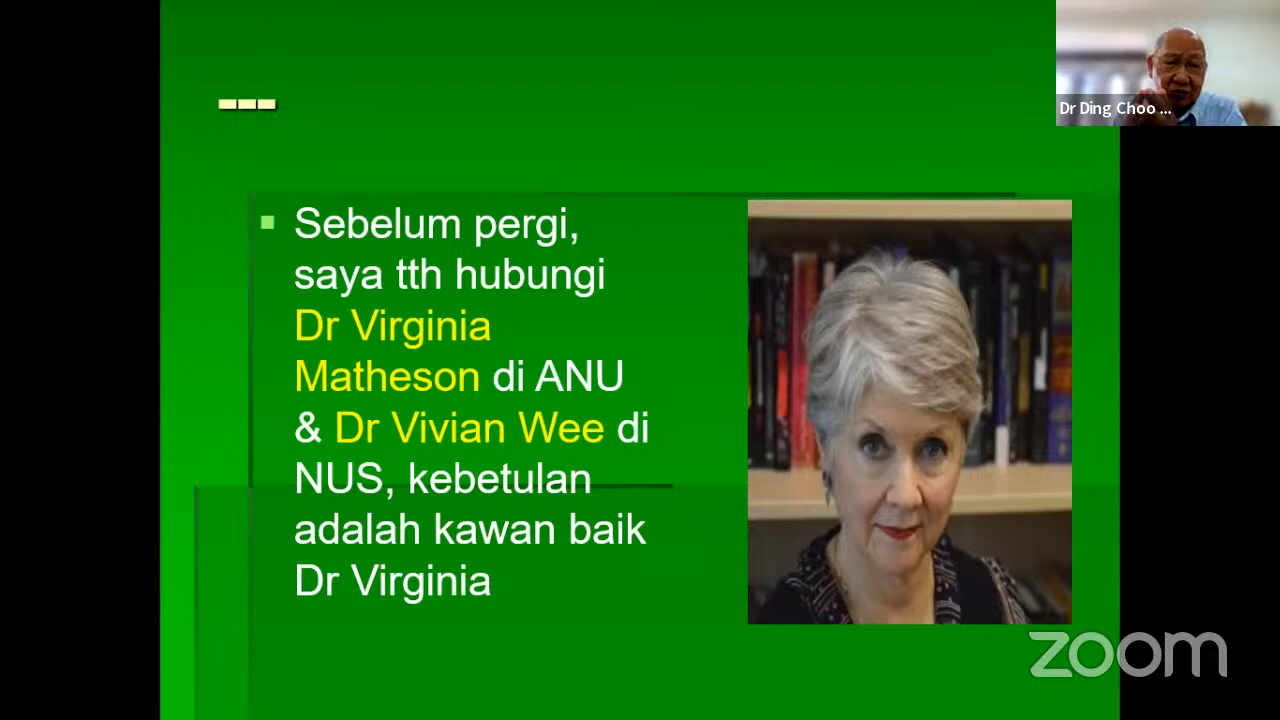 ---
Dr Ding Choo ...
Sebelum pergi,
saya tth hubungi
Dr Virginia
Matheson di ANU
& Dr Vivian Wee di
NUS, kebetulan
adalah kawan baik
Dr Virginia
zoom